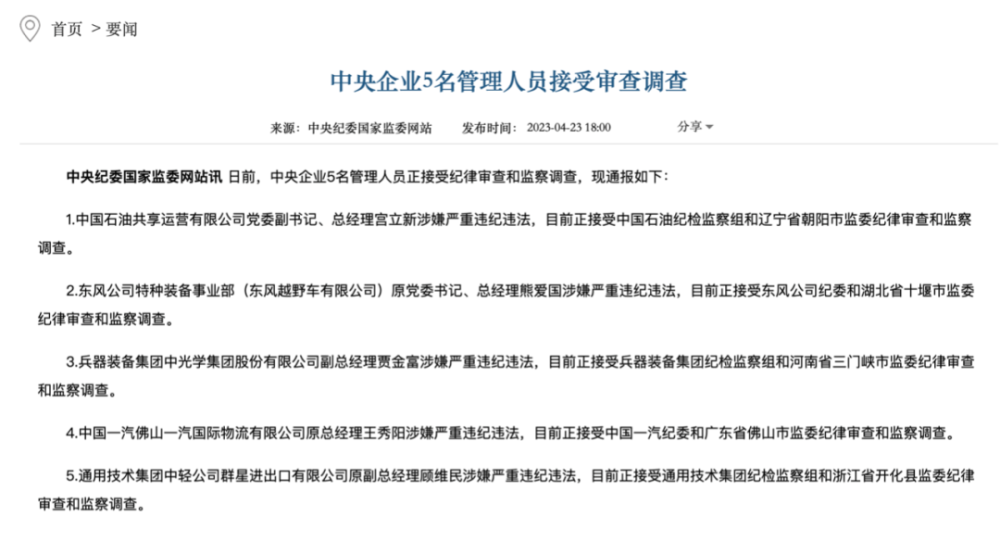 首页 > 要闻
中央企业5名管理人员接受审查调查
来源：中央纪委国家监委网站 发布时间：2023-04-23 18:00 分享
中央纪委国家监委网站讯 日前，中央企业5名管理人员正接受纪律审查和监察调查，现通报如下：
1.中国石油共享运营有限公司党委副书记、总经理宫立新涉嫌严重违纪违法，目前正接受中国石油纪检监察组和辽宁省朝阳市监委纪律审查和监察
调查。
2.东风公司特种装备事业部（东风越野车有限公司）原党委书记、总经理熊爱国涉嫌严重违纪违法，目前正接受东风公司纪委和湖北省十堰市监委
纪律审查和监察调查。
3.兵器装备集团中光学集团股份有限公司副总经理贾金富涉嫌严重违纪违法，目前正接受兵器装备集团纪检监察组和河南省三门峡市监委纪律审查
和监察调查。
4.中国一汽佛山一汽国际物流有限公司原总经理王秀阳涉嫌严重违纪违法，目前正接受中国一汽纪委和广东省佛山市监委纪律审查和监察调查。
5.通用技术集团中轻公司群星进出口有限公司原副总经理顾维民涉嫌严重违纪违法，目前正接受通用技术集团纪检监察组和浙江省开化县监委纪律
审查和监察调查。